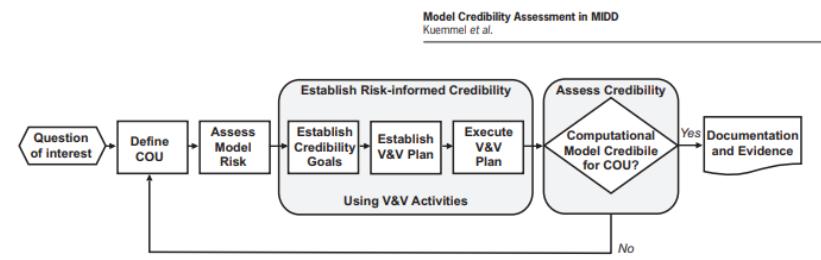 Model Credibility Assessment in MIDD
Kuemmel et al.
Question
of interest
Define
COU
Assess
Model
Risk
Establish Risk-informed Credibility
Establish
Credibility
Goals
Establish
V&V Plan
Execute
V&V
Plan
Using V&V Activities
Assess Credibility
Computational
Model Credibile
for COU?
Yes
Documentation
and Evidence
No